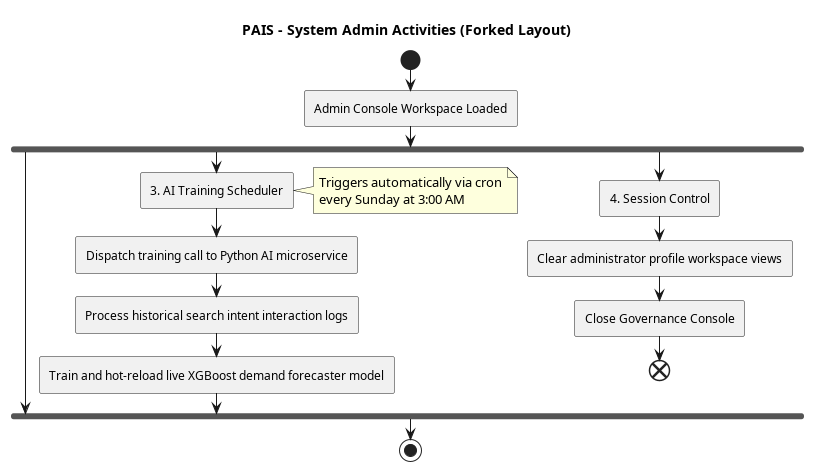 PAIS - System Admin Activities (Forked Layout)
Admin Console Workspace Loaded
3. AI Training Scheduler
Triggers automatically via cron
every Sunday at 3:00 AM
Dispatch training call to Python AI microservice
Process historical search intent interaction logs
Train and hot-reload live XGBoost demand forecaster model
4. Session Control
Clear administrator profile workspace views
Close Governance Console